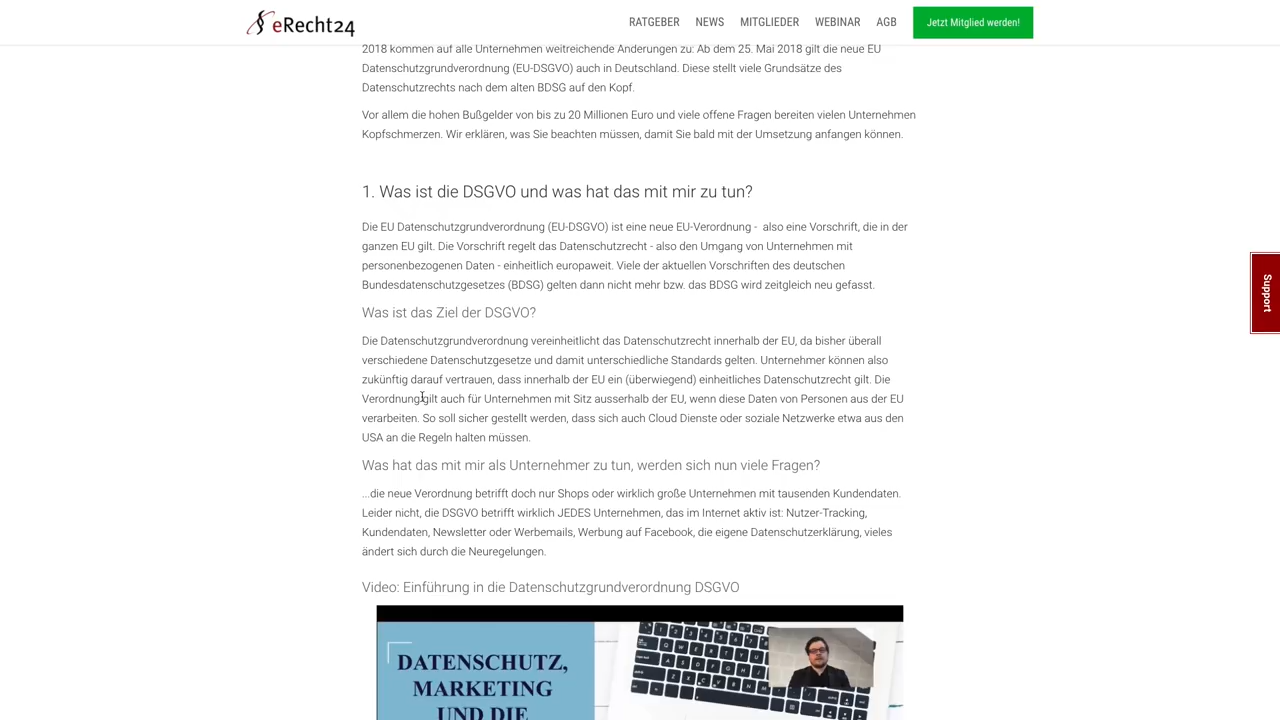 eRecht24
RATGEBER NEWS MITGLIEDER WEBINAR AGB Jetzt Mitglied werden!
2018 kommen auf alle Unternehmen weitreichende Änderungen zu: Ab dem 25. Mai 2018 gilt die neue EU
Datenschutzgrundverordnung (EU-DSGVO) auch in Deutschland. Diese stellt viele Grundsätze des
Datenschutzrechts nach dem alten BDSG auf den Kopf.
Vor allem die hohen Bußgelder von bis zu 20 Millionen Euro und viele offene Fragen bereiten vielen Unternehmen
Kopfschmerzen. Wir erklären, was Sie beachten müssen, damit Sie bald mit der Umsetzung anfangen können.
1. Was ist die DSGVO und was hat das mit mir zu tun?
Die EU Datenschutzgrundverordnung (EU-DSGVO) ist eine neue EU-Verordnung - also eine Vorschrift, die in der
ganzen EU gilt. Die Vorschrift regelt das Datenschutzrecht - also den Umgang von Unternehmen mit
personenbezogenen Daten - einheitlich europaweit. Viele der aktuellen Vorschriften des deutschen
Bundesdatenschutzgesetzes (BDSG) gelten dann nicht mehr bzw. das BDSG wird zeitgleich neu gefasst.
Was ist das Ziel der DSGVO?
Die Datenschutzgrundverordnung vereinheitlicht das Datenschutzrecht innerhalb der EU, da bisher überall
verschiedene Datenschutzgesetze und damit unterschiedliche Standards gelten. Unternehmer können also
zukünftig darauf vertrauen, dass innerhalb der EU ein (überwiegend) einheitliches Datenschutzrecht gilt. Die
Verordnung gilt auch für Unternehmen mit Sitz ausserhalb der EU, wenn diese Daten von Personen aus der EU
verarbeiten. So soll sicher gestellt werden, dass sich auch Cloud Dienste oder soziale Netzwerke etwa aus den
USA an die Regeln halten müssen.
Was hat das mit mir als Unternehmer zu tun, werden sich nun viele Fragen?
...die neue Verordnung betrifft doch nur Shops oder wirklich große Unternehmen mit tausenden Kundendaten.
Leider nicht, die DSGVO betrifft wirklich JEDES Unternehmen, das im Internet aktiv ist: Nutzer-Tracking,
Kundendaten, Newsletter oder Werbemails, Werbung auf Facebook, die eigene Datenschutzerklärung, vieles
ändert sich durch die Neuregelungen.
Video: Einführung in die Datenschutzgrundverordnung DSGVO
DATENSCHUTZ,
MARKETING
UND DIE
Support